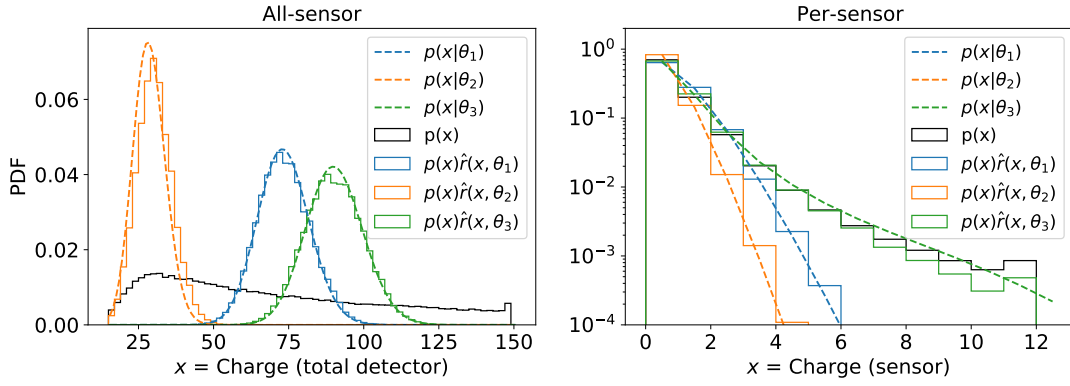 All-sensor
PDF
0.06
0.04
0.02
0.00
25
50
75
100
125
150
x = Charge (total detector)
p(x|θ₁)
p(x|θ₂)
p(x|θ₃)
p(x)
p(x)r̂(x, θ₁)
p(x)r̂(x, θ₂)
p(x)r̂(x, θ₃)
Per-sensor
10⁰
10⁻¹
10⁻²
10⁻³
10⁻⁴
0
2
4
6
8
10
12
x = Charge (sensor)
p(x|θ₁)
p(x|θ₂)
p(x|θ₃)
p(x)
p(x)r̂(x, θ₁)
p(x)r̂(x, θ₂)
p(x)r̂(x, θ₃)